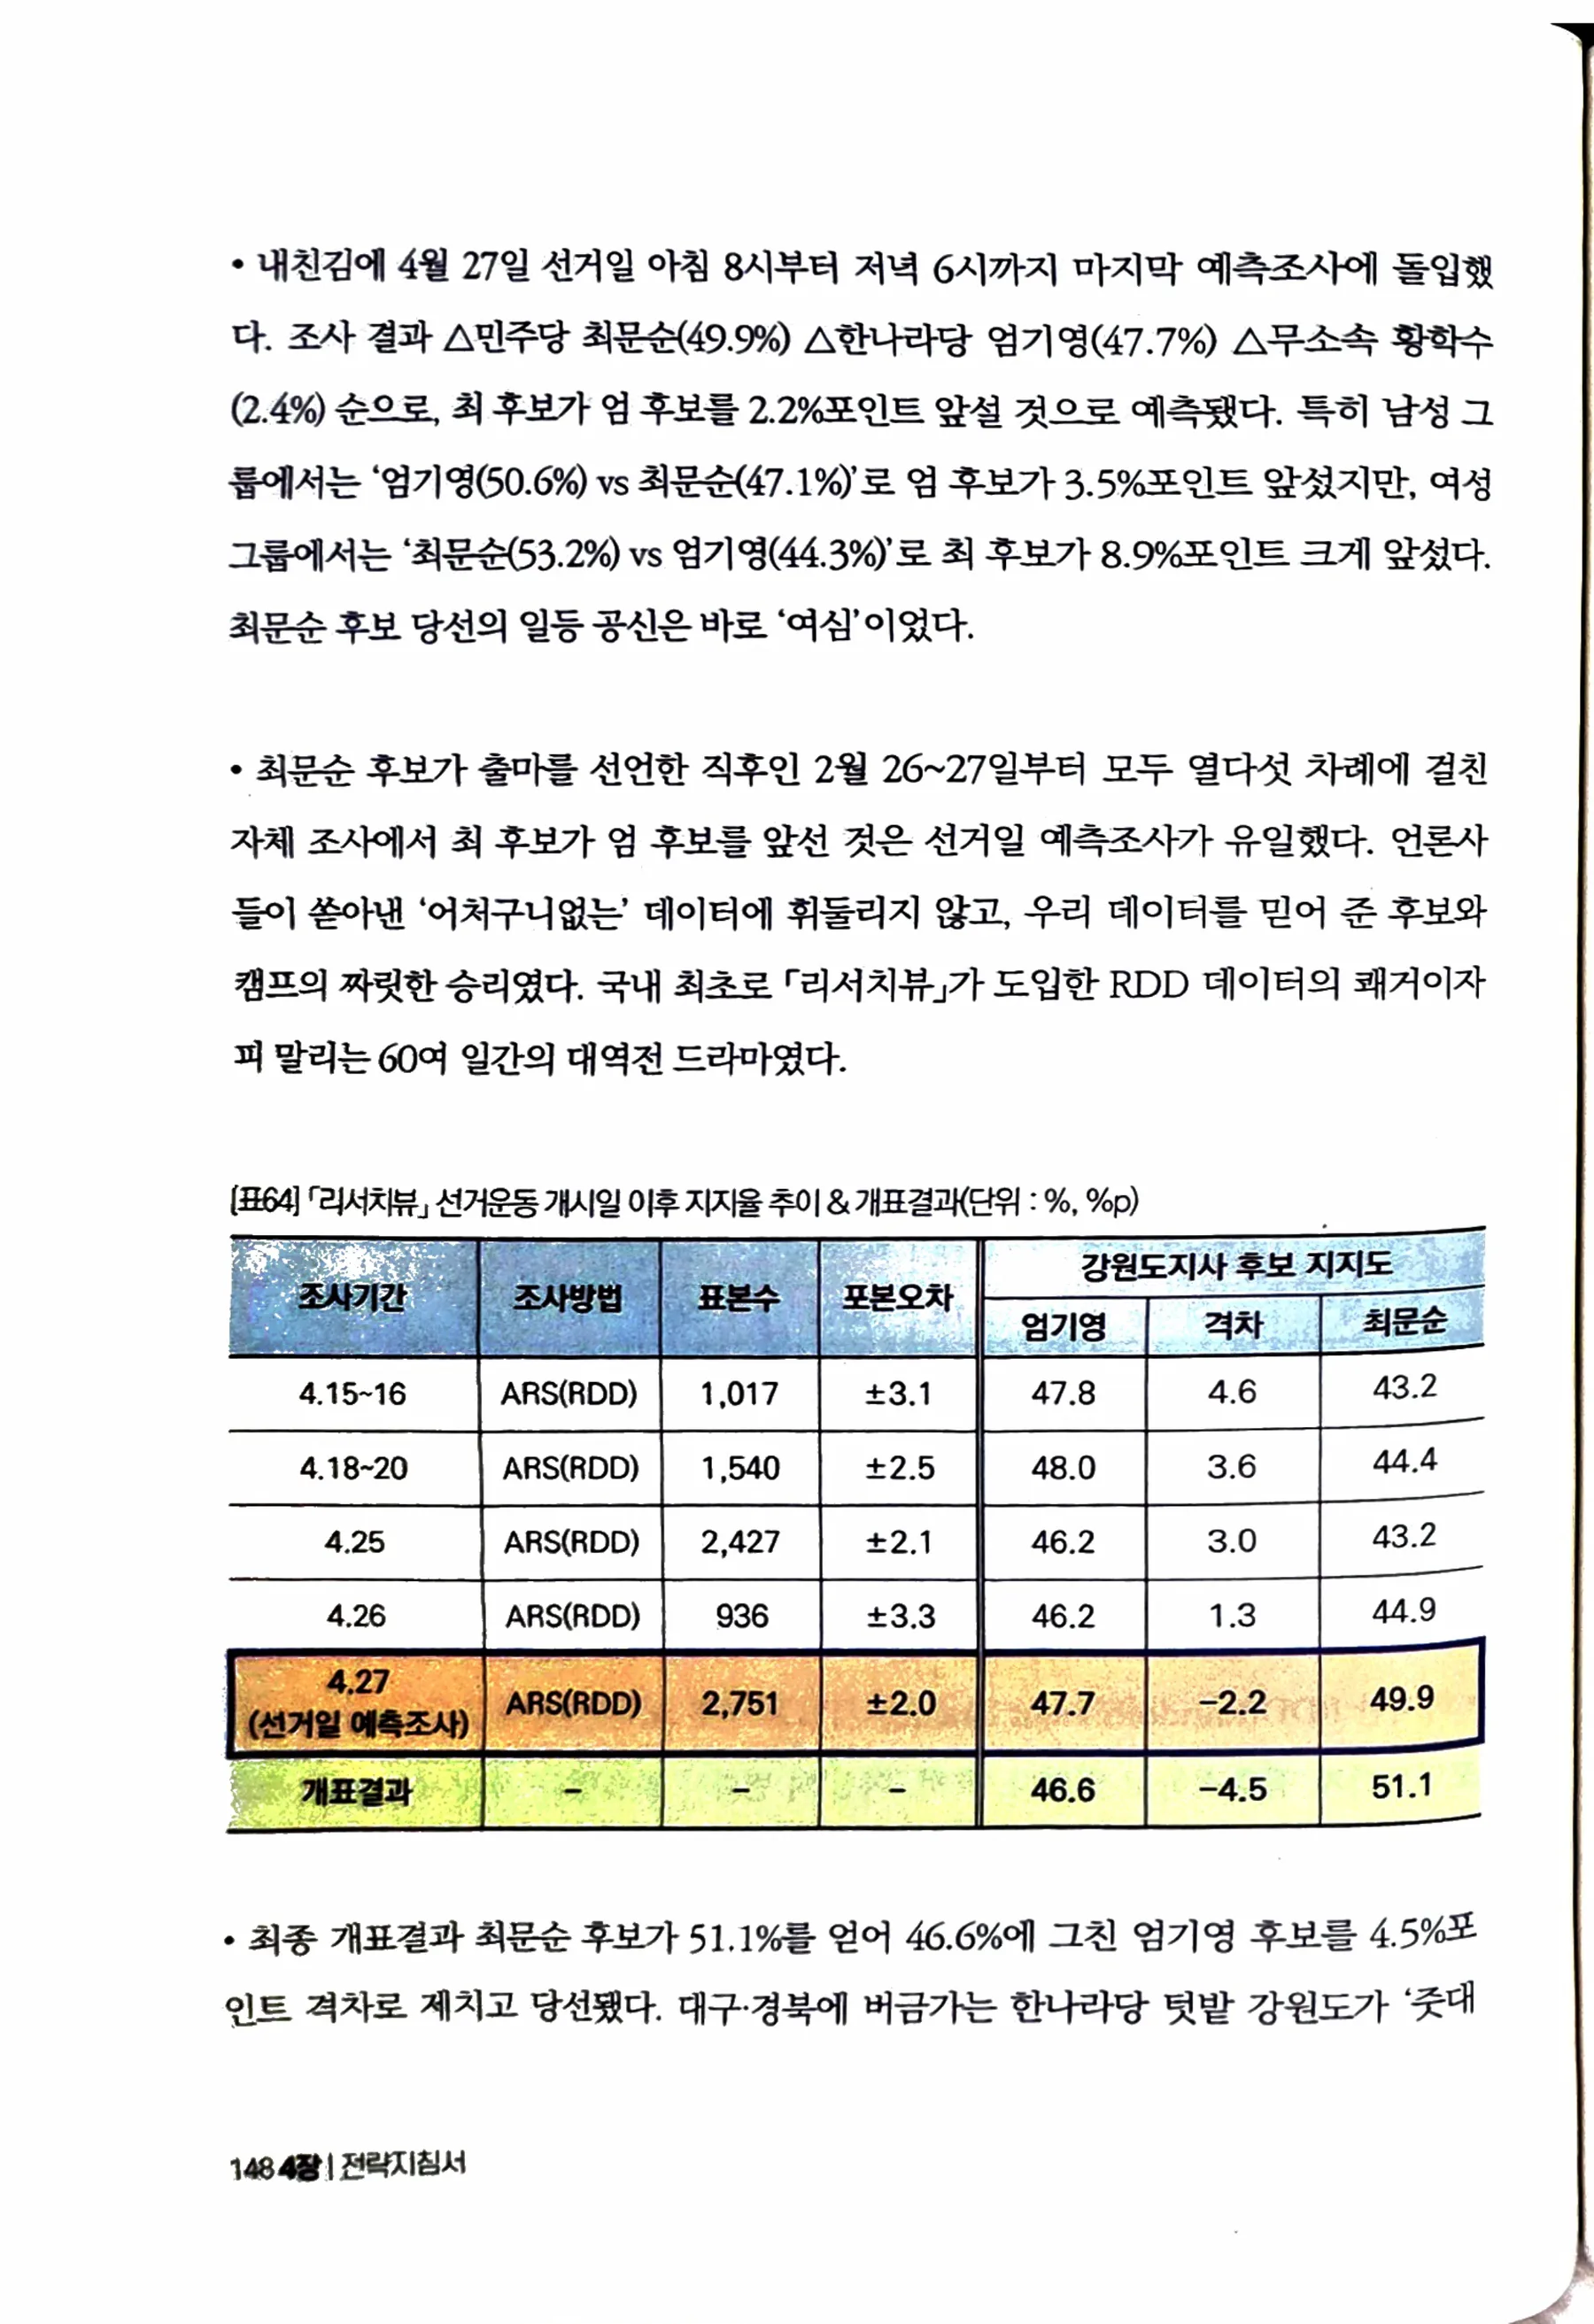 • 내친김에 4월 27일 선거일 아침 8시부터 저녁 6시까지 마지막 예측조사에 돌입했
다. 조사 결과 △민주당 최문순(49.9%) △한나라당 엄기영(47.7%) △무소속 황학수
(2.4%) 순으로, 최 후보가 엄 후보를 2.2%포인트 앞설 것으로 예측됐다. 특히 남성 그
룹에서는 ‘엄기영(50.6%) vs 최문순(47.1%)’로 엄 후보가 3.5%포인트 앞섰지만, 여성
그룹에서는 ‘최문순(53.2%) vs 엄기영(44.3%)’로 최 후보가 8.9%포인트 크게 앞섰다.
최문순 후보 당선의 일등 공신은 바로 ‘여심’이었다.
• 최문순 후보가 출마를 선언한 직후인 2월 26~27일부터 모두 열다섯 차례에 걸친
자체 조사에서 최 후보가 엄 후보를 앞선 것은 선거일 예측조사가 유일했다. 언론사
들이 쏟아낸 ‘어처구니없는’ 데이터에 휘둘리지 않고, 우리 데이터를 믿어 준 후보와
캠프의 짜릿한 승리였다. 국내 최초로 「리서치뷰」가 도입한 RDD 데이터의 쾌거이자
피 말리는 60여 일간의 대역전 드라마였다.
[표64] 「리서치뷰」 선거운동 개시일 이후 지지율 추이 & 개표결과(단위 : %, %p)
조사기간 조사방법 표본수 포본오차 강원도지사 후보 지지도
엄기영 격차 최문순
4.15~16 ARS(RDD) 1,017 ±3.1 47.8 4.6 43.2
4.18~20 ARS(RDD) 1,540 ±2.5 48.0 3.6 44.4
4.25 ARS(RDD) 2,427 ±2.1 46.2 3.0 43.2
4.26 ARS(RDD) 936 ±3.3 46.2 1.3 44.9
4.27
(선거일 예측조사) ARS(RDD) 2,751 ±2.0 47.7 -2.2 49.9
개표결과 - - - 46.6 -4.5 51.1
• 최종 개표결과 최문순 후보가 51.1%를 얻어 46.6%에 그친 엄기영 후보를 4.5%포
인트 격차로 제치고 당선됐다. 대구·경북에 버금가는 한나라당 텃밭 강원도가 ‘줏대
148 4장 | 전략지침서